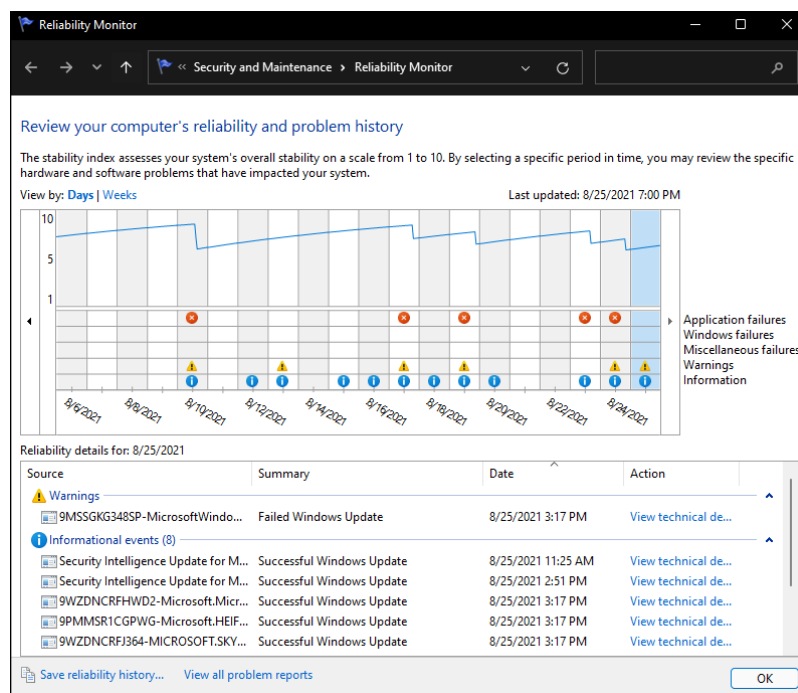 Reliability Monitor
« Security and Maintenance › Reliability Monitor
Review your computer's reliability and problem history
The stability index assesses your system's overall stability on a scale from 1 to 10. By selecting a specific period in time, you may review the specific
hardware and software problems that have impacted your system.
View by: Days | Weeks Last updated: 8/25/2021 7:00 PM
10
5
1
Application failures
Windows failures
Miscellaneous failures
Warnings
Information
8/6/2021 8/8/2021 8/10/2021 8/12/2021 8/14/2021 8/16/2021 8/18/2021 8/20/2021 8/22/2021 8/24/2021
Reliability details for: 8/25/2021
Source Summary Date Action
Warnings
9MSSGKG348SP-MicrosoftWindo... Failed Windows Update 8/25/2021 3:17 PM View technical de...
Informational events (8)
Security Intelligence Update for M... Successful Windows Update 8/25/2021 11:25 AM View technical de...
Security Intelligence Update for M... Successful Windows Update 8/25/2021 2:51 PM View technical de...
9WZDNCRFHWD2-Microsoft.Micr... Successful Windows Update 8/25/2021 3:17 PM View technical de...
9PMMSR1CGPWG-Microsoft.HEIF... Successful Windows Update 8/25/2021 3:17 PM View technical de...
9WZDNCRFJ364-MICROSOFT.SKY... Successful Windows Update 8/25/2021 3:17 PM View technical de...
Save reliability history... View all problem reports OK